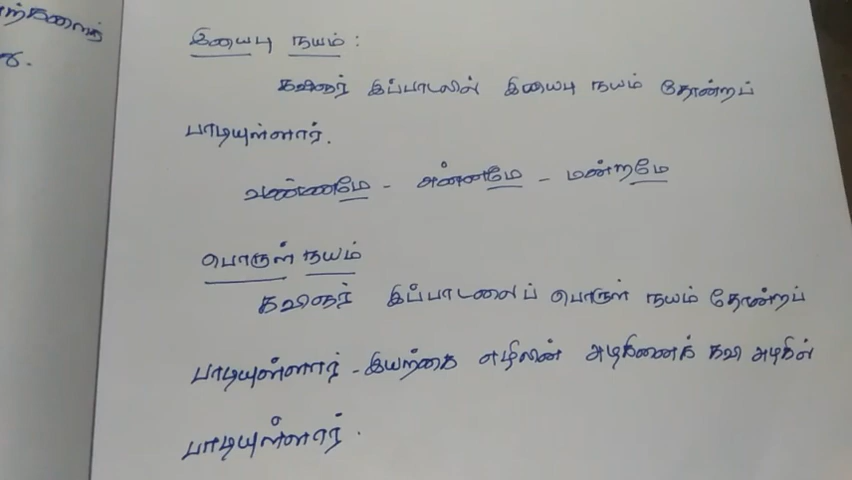 இயைபு நயம் :
கவிஞர் இப்பாடலில் இயைபு நயம் தோன்றப்
பாடியுள்ளார்.
வண்ணமே - அன்னமே - மன்றமே
பொருள் நயம்
கவிஞர் இப்பாடலைப் பொருள் நயம் தோன்றப்
பாடியுள்ளார் - இயற்கை எழிலின் அழகினைக் கவி அழகில்
பாடியுள்ளார் .